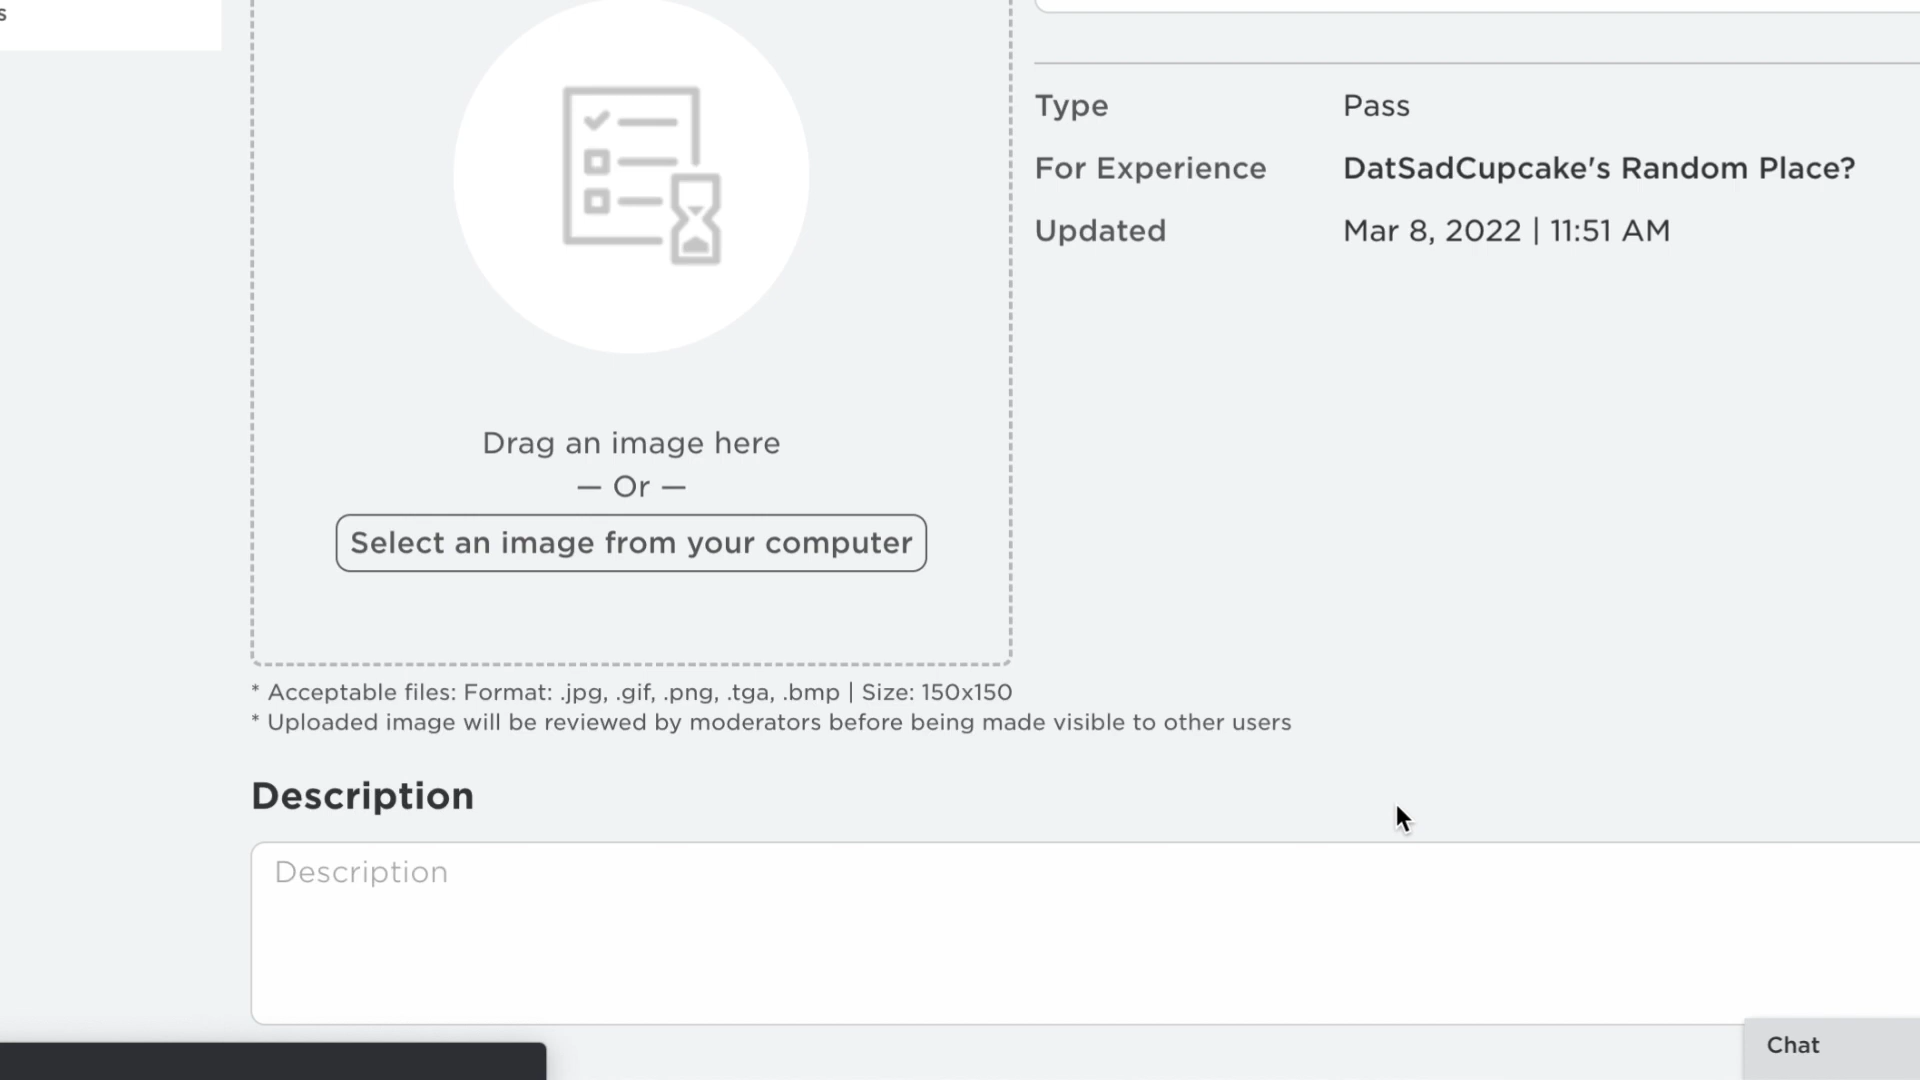 s
Type Pass
For Experience DatSadCupcake's Random Place?
Updated Mar 8, 2022 | 11:51 AM
Drag an image here
— Or —
Select an image from your computer
* Acceptable files: Format: .jpg, .gif, .png, .tga, .bmp | Size: 150x150
* Uploaded image will be reviewed by moderators before being made visible to other users
Description
Description
Chat